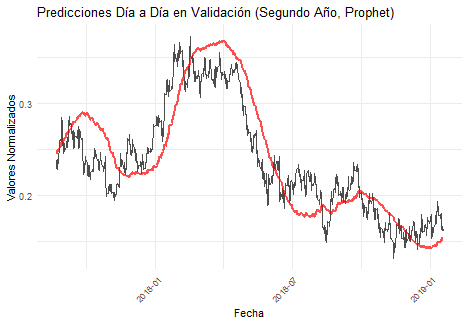 Predicciones Día a Día en Validación (Segundo Año, Prophet)
Valores Normalizados
0.3
0.2
2018-01
2018-07
2019-01
Fecha